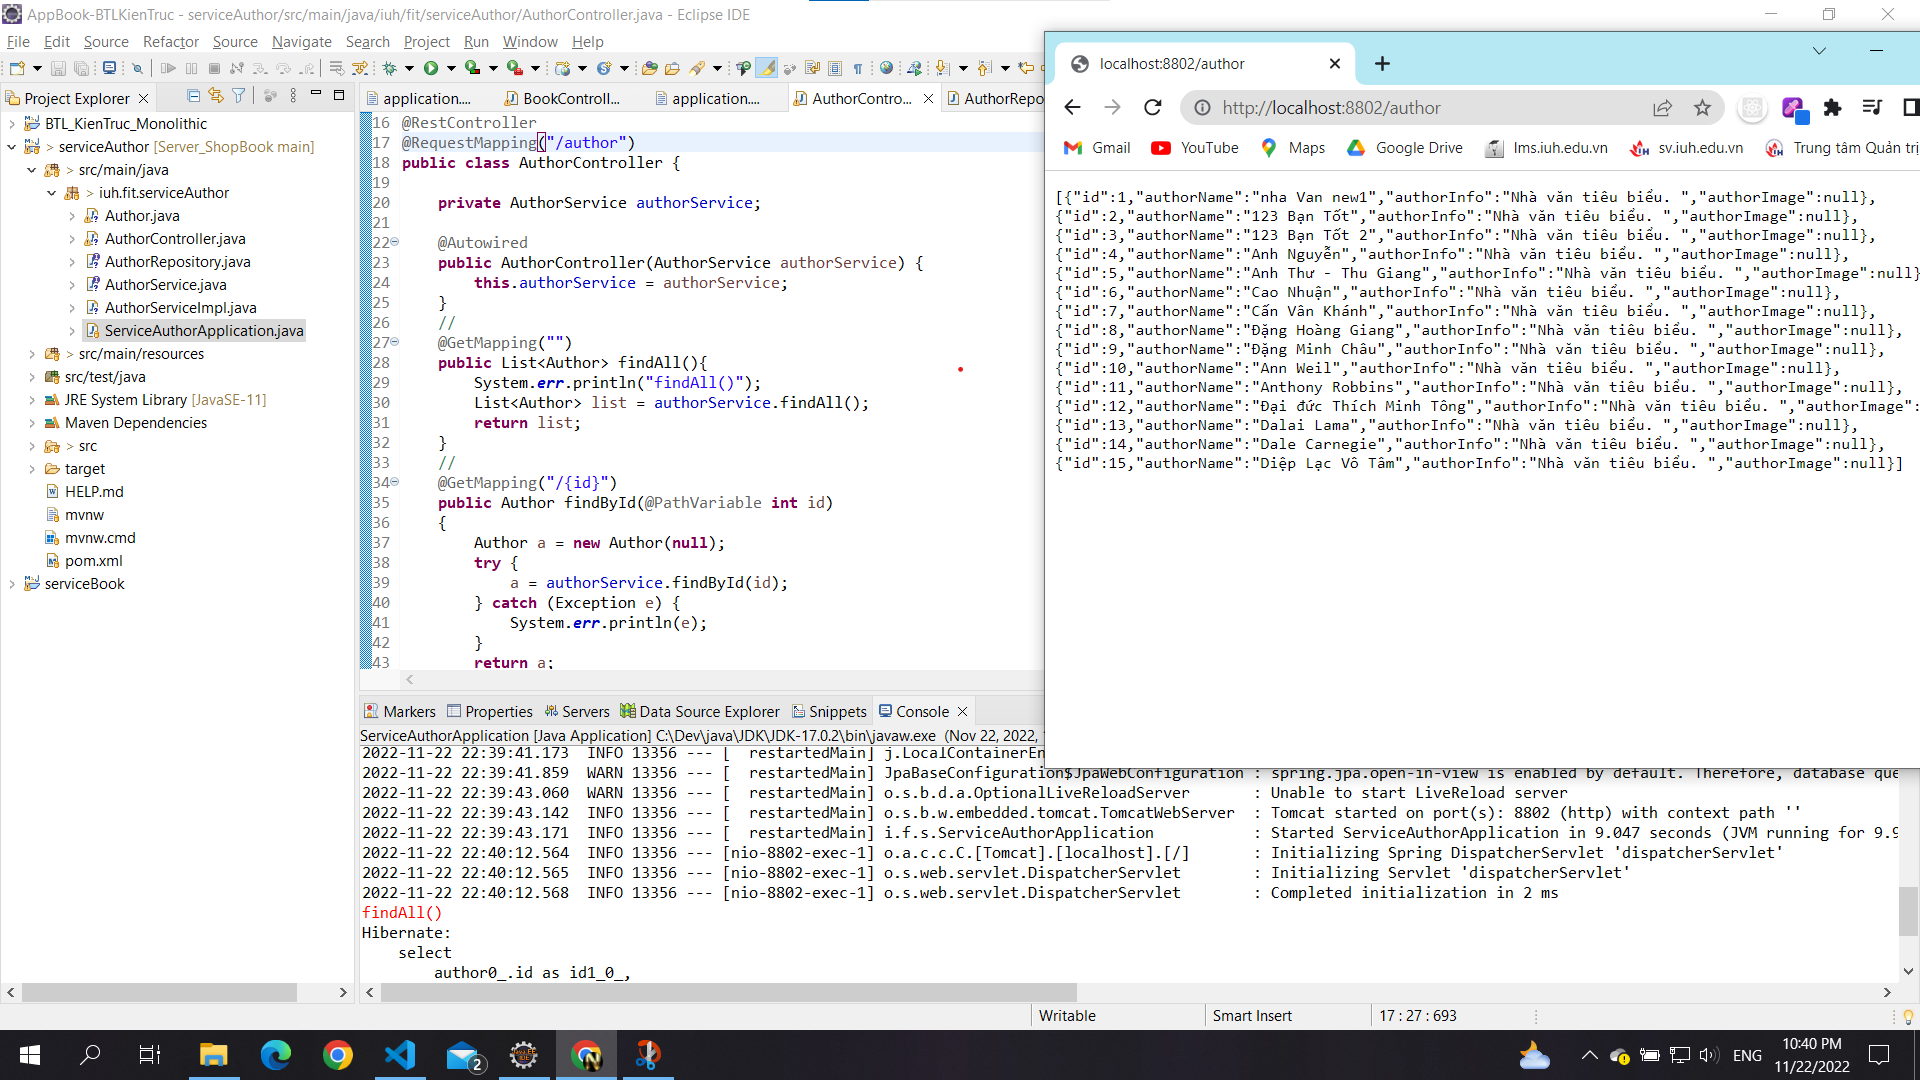 AppBook-BTLKienTruc - serviceAuthor/src/main/java/iuh/fit/serviceAuthor/AuthorController.java - Eclipse IDE
File Edit Source Refactor Source Navigate Search Project Run Window Help
Project Explorer
BTL_KienTruc_Monolithic
> serviceAuthor [Server_ShopBook main]
> src/main/java
> iuh.fit.serviceAuthor
Author.java
AuthorController.java
AuthorRepository.java
AuthorService.java
AuthorServiceImpl.java
ServiceAuthorApplication.java
> src/main/resources
src/test/java
JRE System Library [JavaSE-11]
Maven Dependencies
> src
target
HELP.md
mvnw
mvnw.cmd
pom.xml
serviceBook
application.... BookControll... application.... AuthorContro... AuthorRepo
16 @RestController
17 @RequestMapping("/author")
18 public class AuthorController {
19
20 private AuthorService authorService;
21
22 @Autowired
23 public AuthorController(AuthorService authorService) {
24 this.authorService = authorService;
25 }
26 //
27 @GetMapping("")
28 public List<Author> findAll(){
29 System.err.println("findAll()");
30 List<Author> list = authorService.findAll();
31 return list;
32 }
33 //
34 @GetMapping("/{id}")
35 public Author findById(@PathVariable int id)
36 {
37 Author a = new Author(null);
38 try {
39 a = authorService.findById(id);
40 } catch (Exception e) {
41 System.err.println(e);
42 }
43 return a;
localhost:8802/author
http://localhost:8802/author
Gmail YouTube Maps Google Drive lms.iuh.edu.vn sv.iuh.edu.vn Trung tâm Quản trị
[{"id":1,"authorName":"nha Van new1","authorInfo":"Nhà văn tiêu biểu. ","authorImage":null},
{"id":2,"authorName":"123 Bạn Tốt","authorInfo":"Nhà văn tiêu biểu. ","authorImage":null},
{"id":3,"authorName":"123 Bạn Tốt 2","authorInfo":"Nhà văn tiêu biểu. ","authorImage":null},
{"id":4,"authorName":"Anh Nguyễn","authorInfo":"Nhà văn tiêu biểu. ","authorImage":null},
{"id":5,"authorName":"Anh Thư - Thu Giang","authorInfo":"Nhà văn tiêu biểu. ","authorImage":null}
{"id":6,"authorName":"Cao Nhuận","authorInfo":"Nhà văn tiêu biểu. ","authorImage":null},
{"id":7,"authorName":"Cấn Vân Khánh","authorInfo":"Nhà văn tiêu biểu. ","authorImage":null},
{"id":8,"authorName":"Đặng Hoàng Giang","authorInfo":"Nhà văn tiêu biểu. ","authorImage":null},
{"id":9,"authorName":"Đặng Minh Châu","authorInfo":"Nhà văn tiêu biểu. ","authorImage":null},
{"id":10,"authorName":"Ann Weil","authorInfo":"Nhà văn tiêu biểu. ","authorImage":null},
{"id":11,"authorName":"Anthony Robbins","authorInfo":"Nhà văn tiêu biểu. ","authorImage":null},
{"id":12,"authorName":"Đại đức Thích Minh Tông","authorInfo":"Nhà văn tiêu biểu. ","authorImage":
{"id":13,"authorName":"Dalai Lama","authorInfo":"Nhà văn tiêu biểu. ","authorImage":null},
{"id":14,"authorName":"Dale Carnegie","authorInfo":"Nhà văn tiêu biểu. ","authorImage":null},
{"id":15,"authorName":"Diệp Lạc Vô Tâm","authorInfo":"Nhà văn tiêu biểu. ","authorImage":null}]
Markers Properties Servers Data Source Explorer Snippets Console
ServiceAuthorApplication [Java Application] C:\Dev\java\JDK\JDK-17.0.2\bin\javaw.exe (Nov 22, 2022,
2022-11-22 22:39:41.173 INFO 13356 --- [ restartedMain] j.LocalContainerEn
2022-11-22 22:39:41.859 WARN 13356 --- [ restartedMain] JpaBaseConfiguration$JpaWebConfiguration : spring.jpa.open-in-view is enabled by default. Therefore, database que
2022-11-22 22:39:43.060 WARN 13356 --- [ restartedMain] o.s.b.d.a.OptionalLiveReloadServer : Unable to start LiveReload server
2022-11-22 22:39:43.142 INFO 13356 --- [ restartedMain] o.s.b.w.embedded.tomcat.TomcatWebServer : Tomcat started on port(s): 8802 (http) with context path ''
2022-11-22 22:39:43.171 INFO 13356 --- [ restartedMain] i.f.s.ServiceAuthorApplication : Started ServiceAuthorApplication in 9.047 seconds (JVM running for 9.9
2022-11-22 22:40:12.564 INFO 13356 --- [nio-8802-exec-1] o.a.c.c.C.[Tomcat].[localhost].[/] : Initializing Spring DispatcherServlet 'dispatcherServlet'
2022-11-22 22:40:12.565 INFO 13356 --- [nio-8802-exec-1] o.s.web.servlet.DispatcherServlet : Initializing Servlet 'dispatcherServlet'
2022-11-22 22:40:12.568 INFO 13356 --- [nio-8802-exec-1] o.s.web.servlet.DispatcherServlet : Completed initialization in 2 ms
findAll()
Hibernate:
select
author0_.id as id1_0_,
Writable Smart Insert 17 : 27 : 693
2
ENG
10:40 PM
11/22/2022